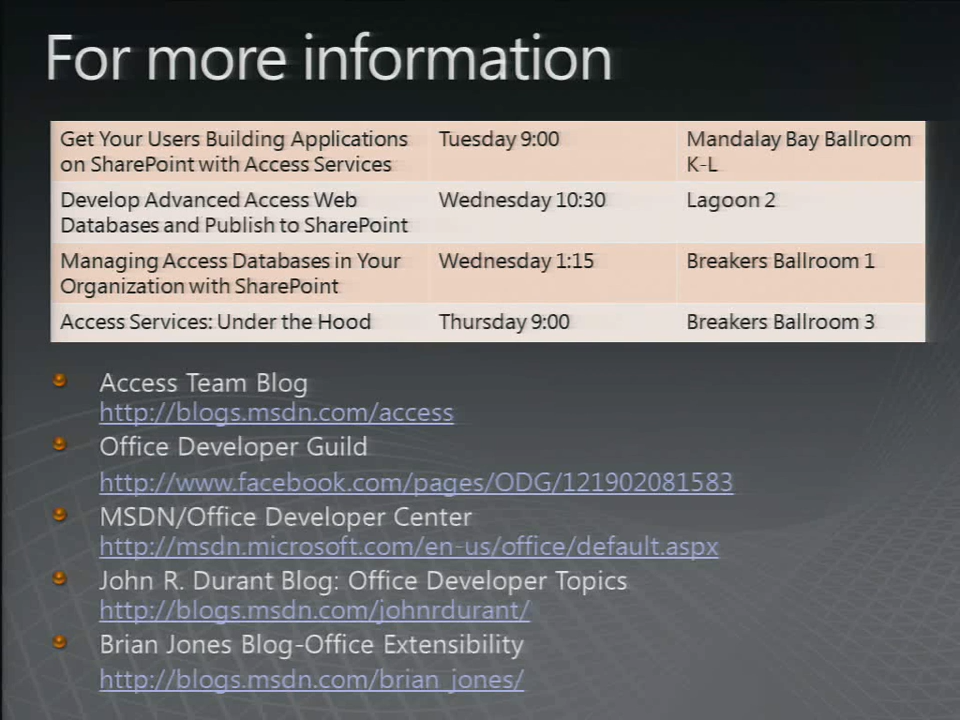 For more information
Get Your Users Building Applications on SharePoint with Access Services Tuesday 9:00 Mandalay Bay Ballroom K-L
Develop Advanced Access Web Databases and Publish to SharePoint Wednesday 10:30 Lagoon 2
Managing Access Databases in Your Organization with SharePoint Wednesday 1:15 Breakers Ballroom 1
Access Services: Under the Hood Thursday 9:00 Breakers Ballroom 3
Access Team Blog
http://blogs.msdn.com/access
Office Developer Guild
http://www.facebook.com/pages/ODG/121902081583
MSDN/Office Developer Center
http://msdn.microsoft.com/en-us/office/default.aspx
John R. Durant Blog: Office Developer Topics
http://blogs.msdn.com/johnrdurant/
Brian Jones Blog-Office Extensibility
http://blogs.msdn.com/brian_jones/